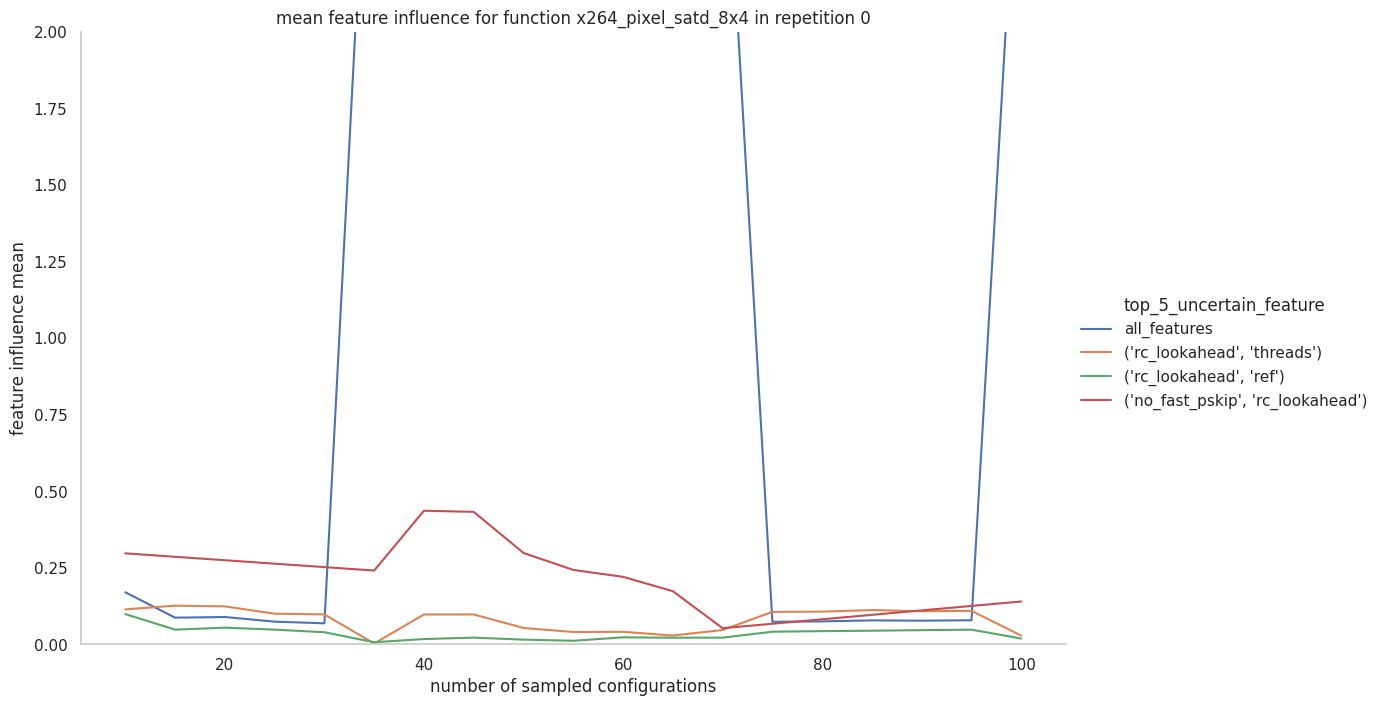 mean feature influence for function x264_pixel_satd_8x4 in repetition 0
2.00
1.75
1.50
1.25
1.00
0.75
0.50
0.25
0.00
feature influence mean
20
40
60
80
100
number of sampled configurations
top_5_uncertain_feature
all_features
('rc_lookahead', 'threads')
('rc_lookahead', 'ref')
('no_fast_pskip', 'rc_lookahead')